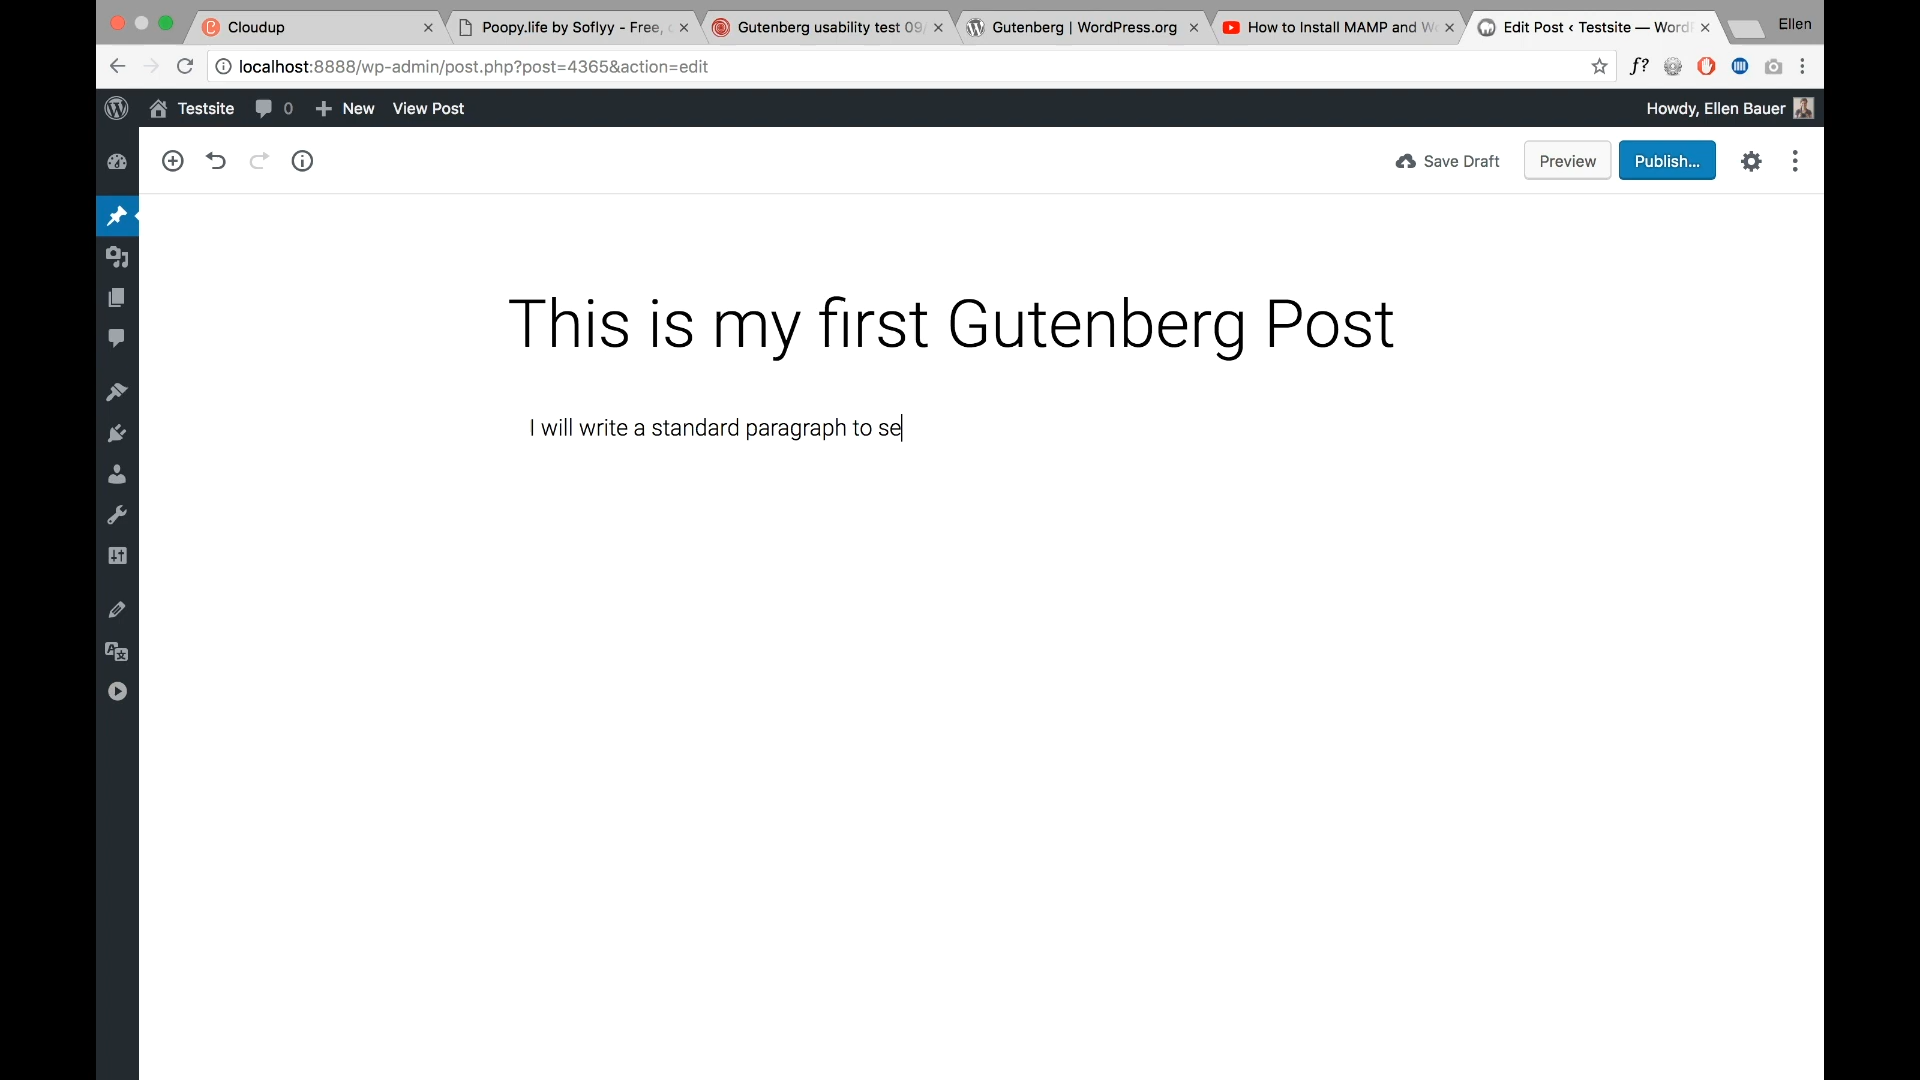 Cloudup
Poopy.life by Soflyy - Free,
Gutenberg usability test 09
Gutenberg | WordPress.org
How to Install MAMP and W
Edit Post ‹ Testsite — Word
Ellen
localhost:8888/wp-admin/post.php?post=4365&action=edit
f?
Testsite
0
New
View Post
Howdy, Ellen Bauer
Save Draft
Preview
Publish...
This is my first Gutenberg Post
I will write a standard paragraph to se